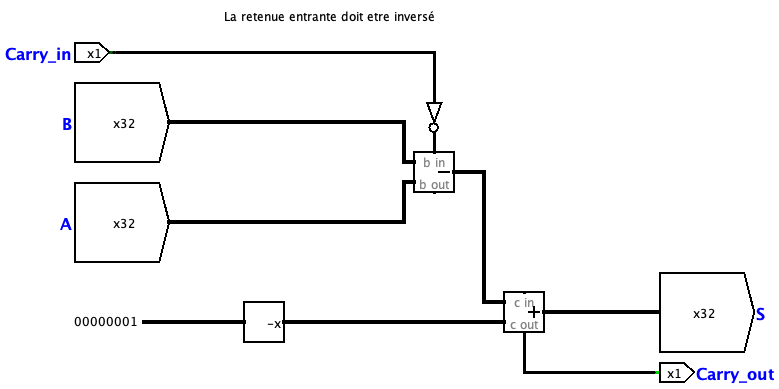 La retenue entrante doit etre inversé
Carry_in x1
B x32
b in
−
b out
A x32
c in
+
c out
x32 S
00000001
-x
x1 Carry_out